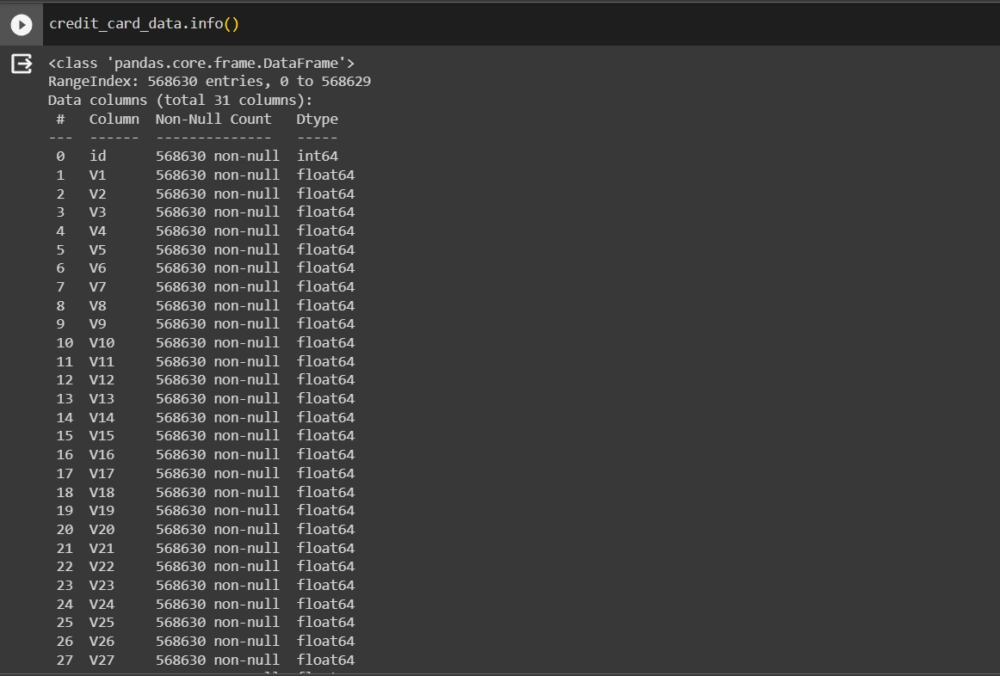 credit_card_data.info()
<class 'pandas.core.frame.DataFrame'>
RangeIndex: 568630 entries, 0 to 568629
Data columns (total 31 columns):
 #   Column  Non-Null Count   Dtype
---  ------  --------------   -----
 0   id      568630 non-null  int64
 1   V1      568630 non-null  float64
 2   V2      568630 non-null  float64
 3   V3      568630 non-null  float64
 4   V4      568630 non-null  float64
 5   V5      568630 non-null  float64
 6   V6      568630 non-null  float64
 7   V7      568630 non-null  float64
 8   V8      568630 non-null  float64
 9   V9      568630 non-null  float64
 10  V10     568630 non-null  float64
 11  V11     568630 non-null  float64
 12  V12     568630 non-null  float64
 13  V13     568630 non-null  float64
 14  V14     568630 non-null  float64
 15  V15     568630 non-null  float64
 16  V16     568630 non-null  float64
 17  V17     568630 non-null  float64
 18  V18     568630 non-null  float64
 19  V19     568630 non-null  float64
 20  V20     568630 non-null  float64
 21  V21     568630 non-null  float64
 22  V22     568630 non-null  float64
 23  V23     568630 non-null  float64
 24  V24     568630 non-null  float64
 25  V25     568630 non-null  float64
 26  V26     568630 non-null  float64
 27  V27     568630 non-null  float64